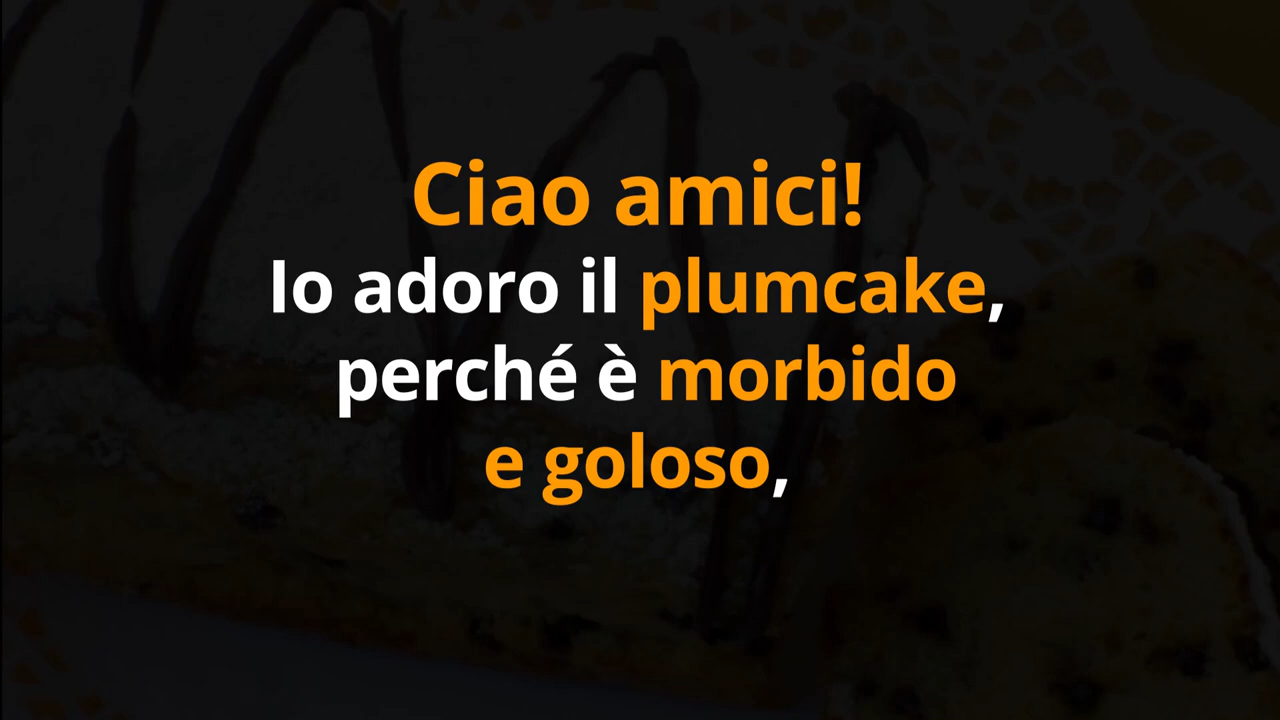 Ciao amici!
Io adoro il plumcake,
perché è morbido
e goloso,